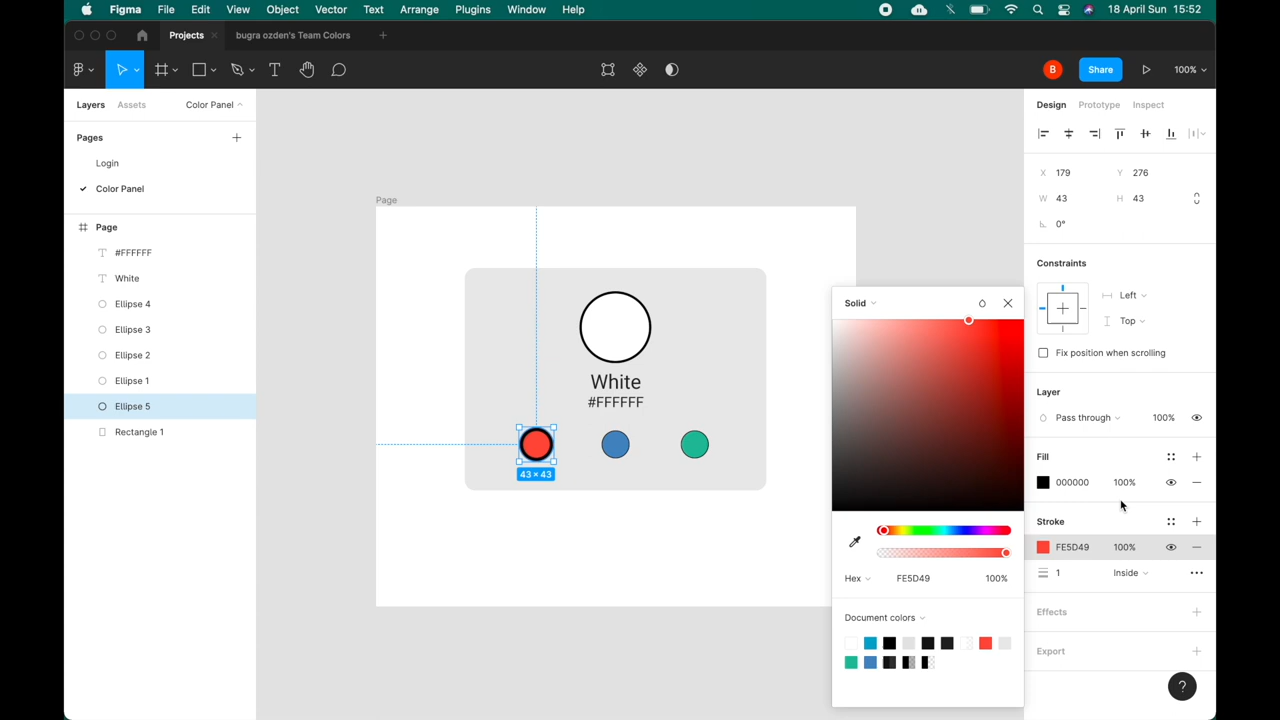 Figma File Edit View Object Vector Text Arrange Plugins Window Help 18 April Sun 15:52
Projects bugra ozden's Team Colors
B Share 100%
Layers Assets Color Panel
Pages
Login
Color Panel
Page
#FFFFFF
White
Ellipse 4
Ellipse 3
Ellipse 2
Ellipse 1
Ellipse 5
Rectangle 1
Page
White
#FFFFFF
43 × 43
Solid
Hex FE5D49 100%
Document colors
Design Prototype Inspect
X 179 Y 276
W 43 H 43
0°
Constraints
Left
Top
Fix position when scrolling
Layer
Pass through 100%
Fill
000000 100%
Stroke
FE5D49 100%
1 Inside
Effects
Export
?